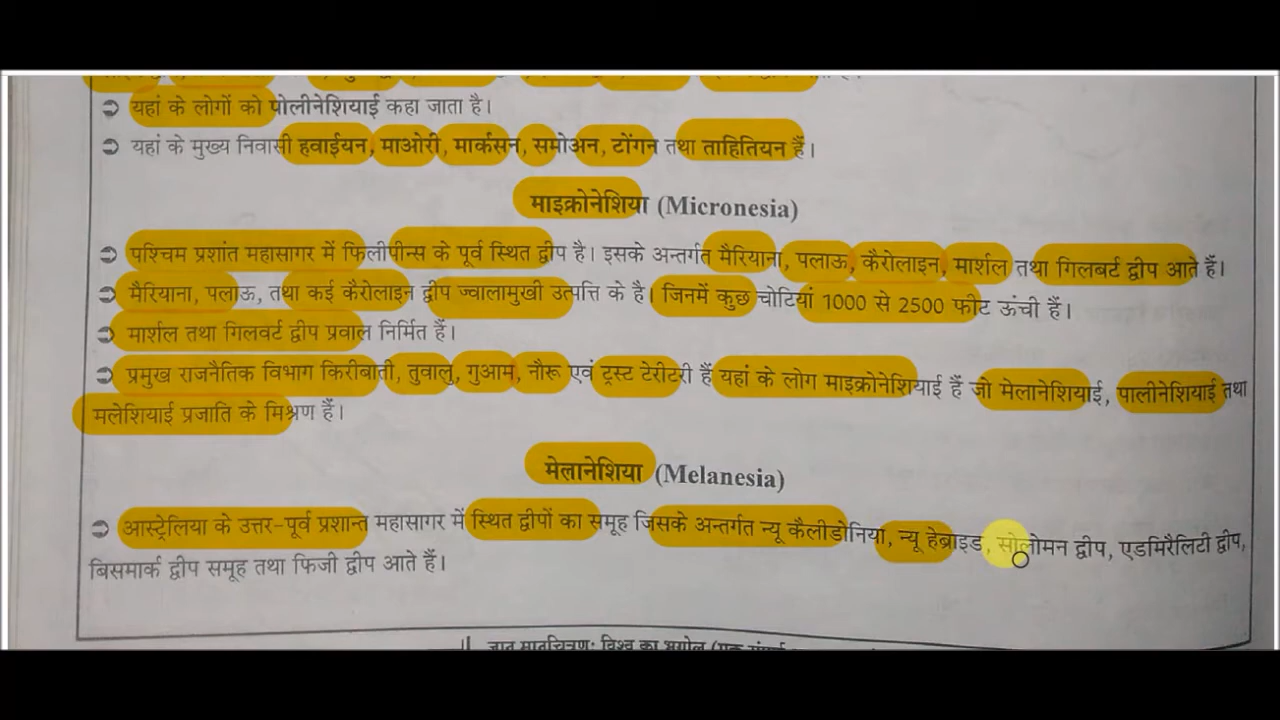 ⊃ यहां के लोगों को पोलीनेशियाई कहा जाता है।
⊃ यहां के मुख्य निवासी हवाईयन, माओरी, मार्कसन, समोअन, टोंगन तथा ताहितियन हैं।
माइक्रोनेशिया (Micronesia)
⊃ पश्चिम प्रशांत महासागर में फिलीपीन्स के पूर्व स्थित द्वीप है। इसके अन्तर्गत मैरियाना, पलाऊ, कैरोलाइन, मार्शल तथा गिलबर्ट द्वीप आते हैं।
⊃ मैरियाना, पलाऊ, तथा कई कैरोलाइन द्वीप ज्वालामुखी उत्पत्ति के है। जिनमें कुछ चोटियां 1000 से 2500 फीट ऊंची हैं।
⊃ मार्शल तथा गिलवर्ट द्वीप प्रवाल निर्मित हैं।
⊃ प्रमुख राजनैतिक विभाग किरीबाती, तुवालु, गुआम, नौरू एवं ट्रस्ट टेरीटरी हैं यहां के लोग माइक्रोनेशियाई हैं जो मेलानेशियाई, पालीनेशियाई तथा
मलेशियाई प्रजाति के मिश्रण हैं।
मेलानेशिया (Melanesia)
⊃ आस्ट्रेलिया के उत्तर-पूर्व प्रशान्त महासागर में स्थित द्वीपों का समूह जिसके अन्तर्गत न्यू कैलीडोनिया, न्यू हेब्राइड, सोलोमन द्वीप, एडमिरैलिटी द्वीप,
बिसमार्क द्वीप समूह तथा फिजी द्वीप आते हैं।